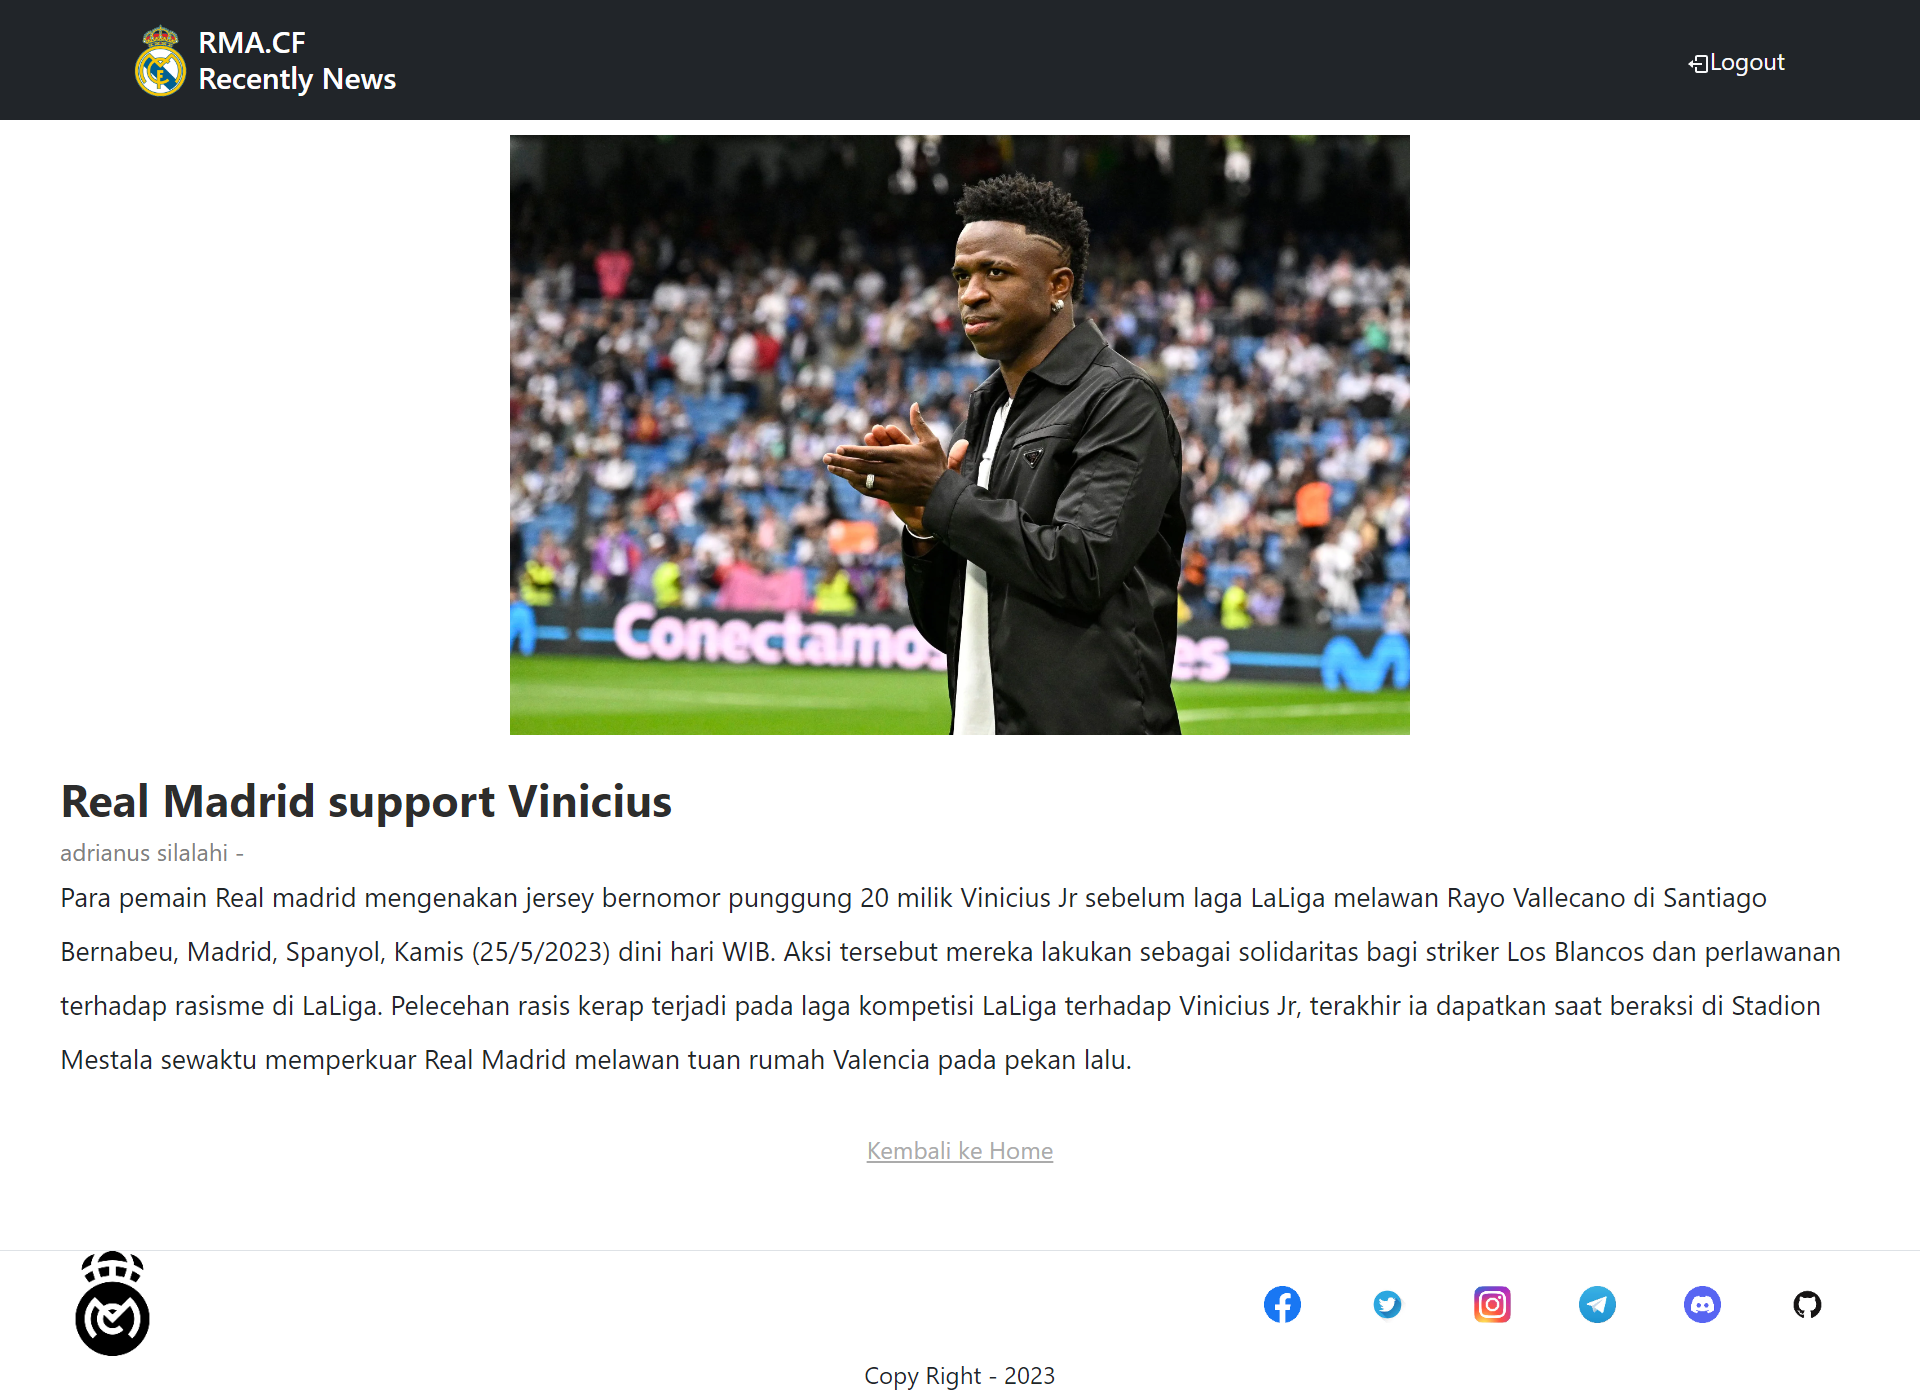 RMA.CF
Recently News
Logout
Conectamos
es
Real Madrid support Vinicius
adrianus silalahi -
Para pemain Real madrid mengenakan jersey bernomor punggung 20 milik Vinicius Jr sebelum laga LaLiga melawan Rayo Vallecano di Santiago
Bernabeu, Madrid, Spanyol, Kamis (25/5/2023) dini hari WIB. Aksi tersebut mereka lakukan sebagai solidaritas bagi striker Los Blancos dan perlawanan
terhadap rasisme di LaLiga. Pelecehan rasis kerap terjadi pada laga kompetisi LaLiga terhadap Vinicius Jr, terakhir ia dapatkan saat beraksi di Stadion
Mestala sewaktu memperkuar Real Madrid melawan tuan rumah Valencia pada pekan lalu.
Kembali ke Home
Copy Right - 2023